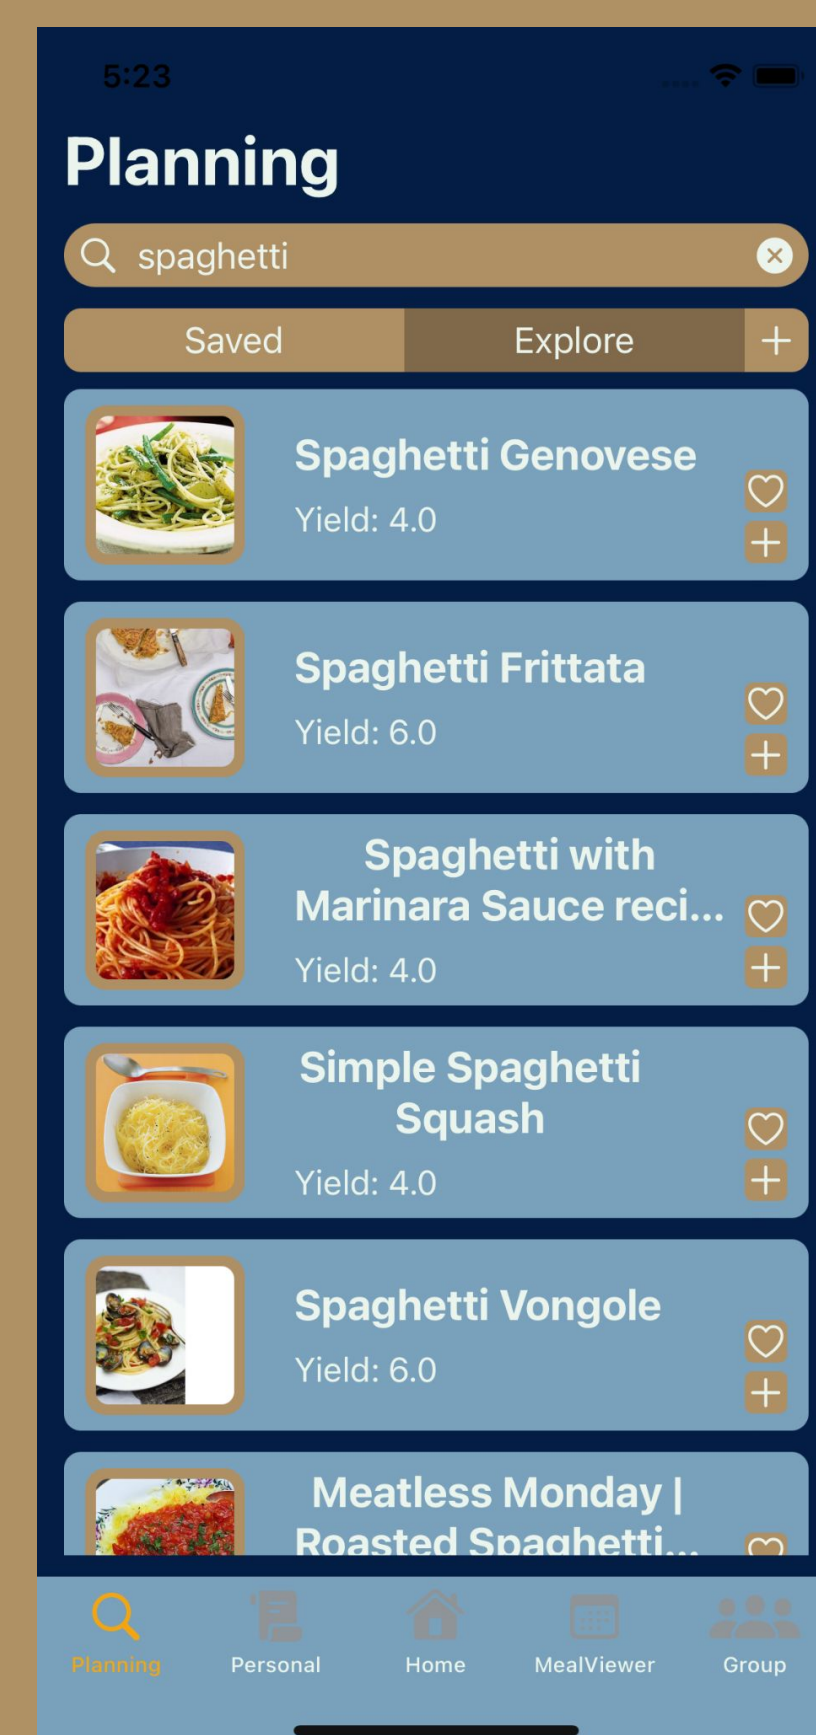 5:23
Planning
spaghetti
Saved
Explore
Spaghetti Genovese
Yield: 4.0
Spaghetti Frittata
Yield: 6.0
Spaghetti with
Marinara Sauce reci...
Yield: 4.0
Simple Spaghetti
Squash
Yield: 4.0
Spaghetti Vongole
Yield: 6.0
Meatless Monday |
Roasted Spaghetti...
Planning
Personal
Home
MealViewer
Group